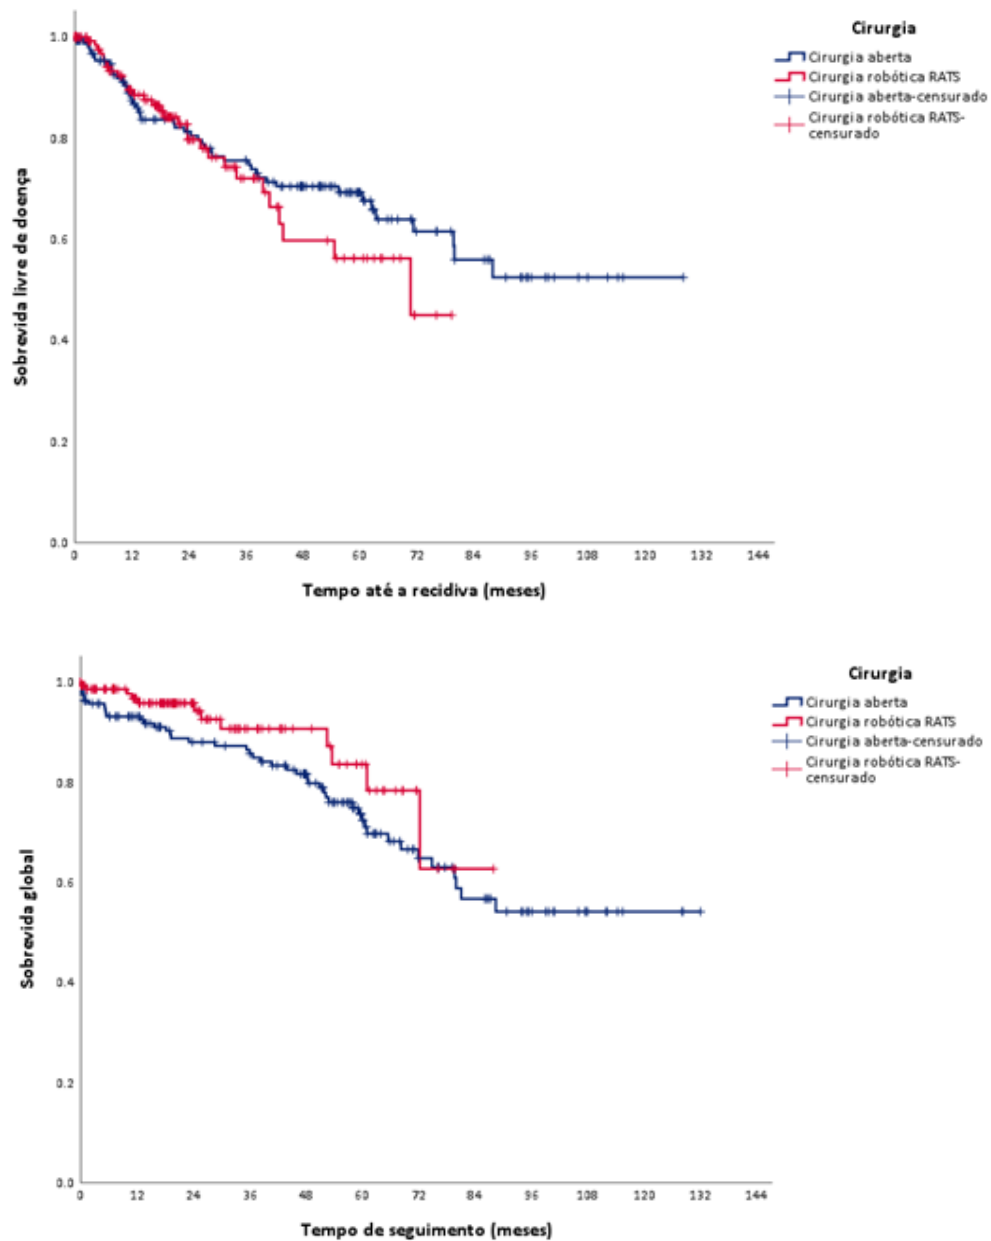 Cirurgia
Cirurgia aberta
Cirurgia robótica RATS
Cirurgia aberta-censurado
Cirurgia robótica RATS-
censurado
1.0
0.8
0.6
0.4
0.2
0.0
Sobrevida livre de doença
0 12 24 36 48 60 72 84 96 108 120 132 144
Tempo até a recidiva (meses)
Cirurgia
Cirurgia aberta
Cirurgia robótica RATS
Cirurgia aberta-censurado
Cirurgia robótica RATS-
censurado
1.0
0.8
0.6
0.4
0.2
0.0
Sobrevida global
0 12 24 36 48 60 72 84 96 108 120 132 144
Tempo de seguimento (meses)